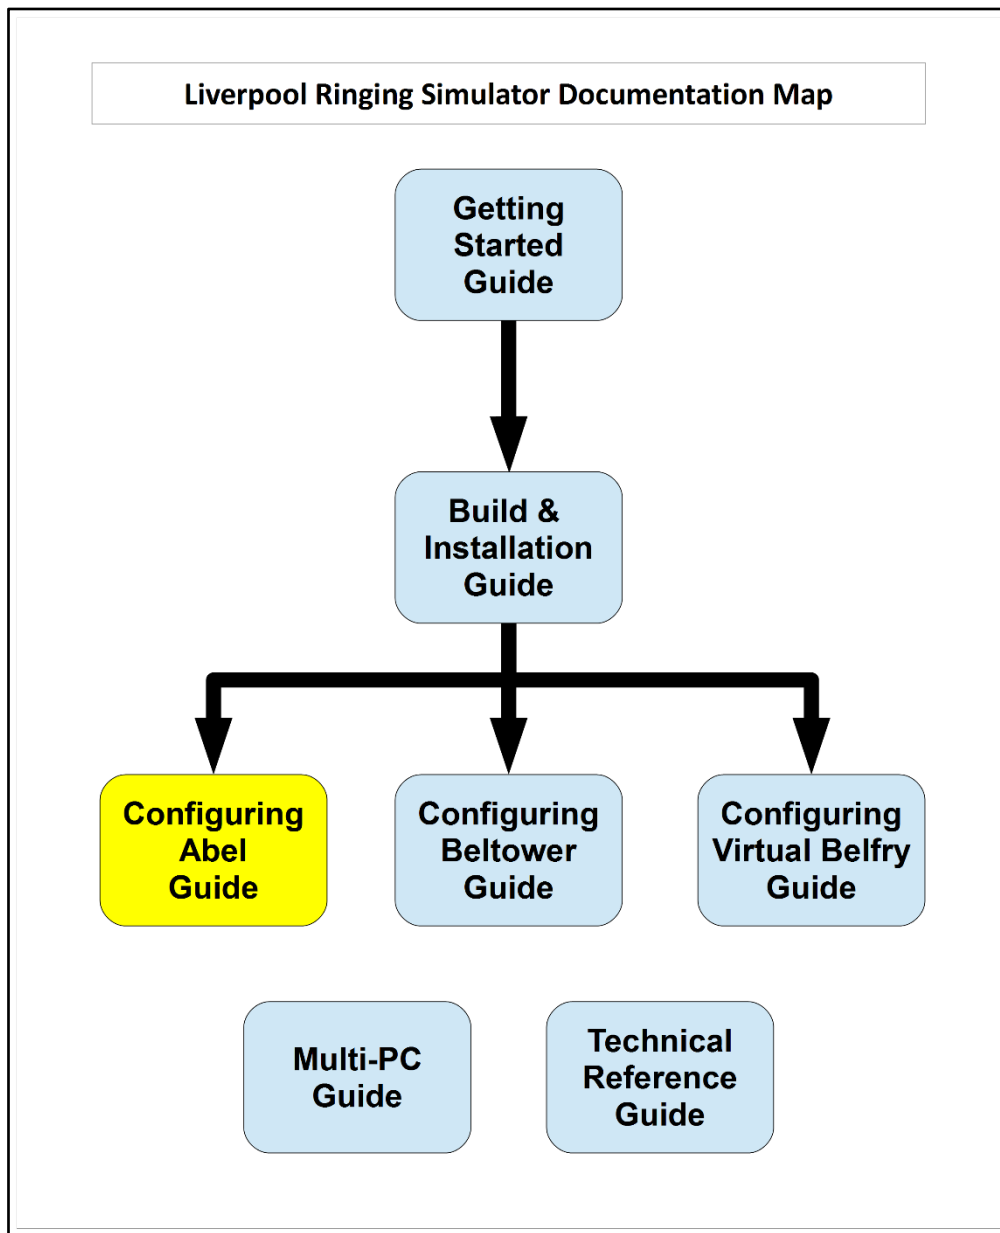 Liverpool Ringing Simulator Documentation Map
Getting
Started
Guide
Build &
Installation
Guide
Configuring
Abel
Guide
Configuring
Beltower
Guide
Configuring
Virtual Belfry
Guide
Multi-PC
Guide
Technical
Reference
Guide